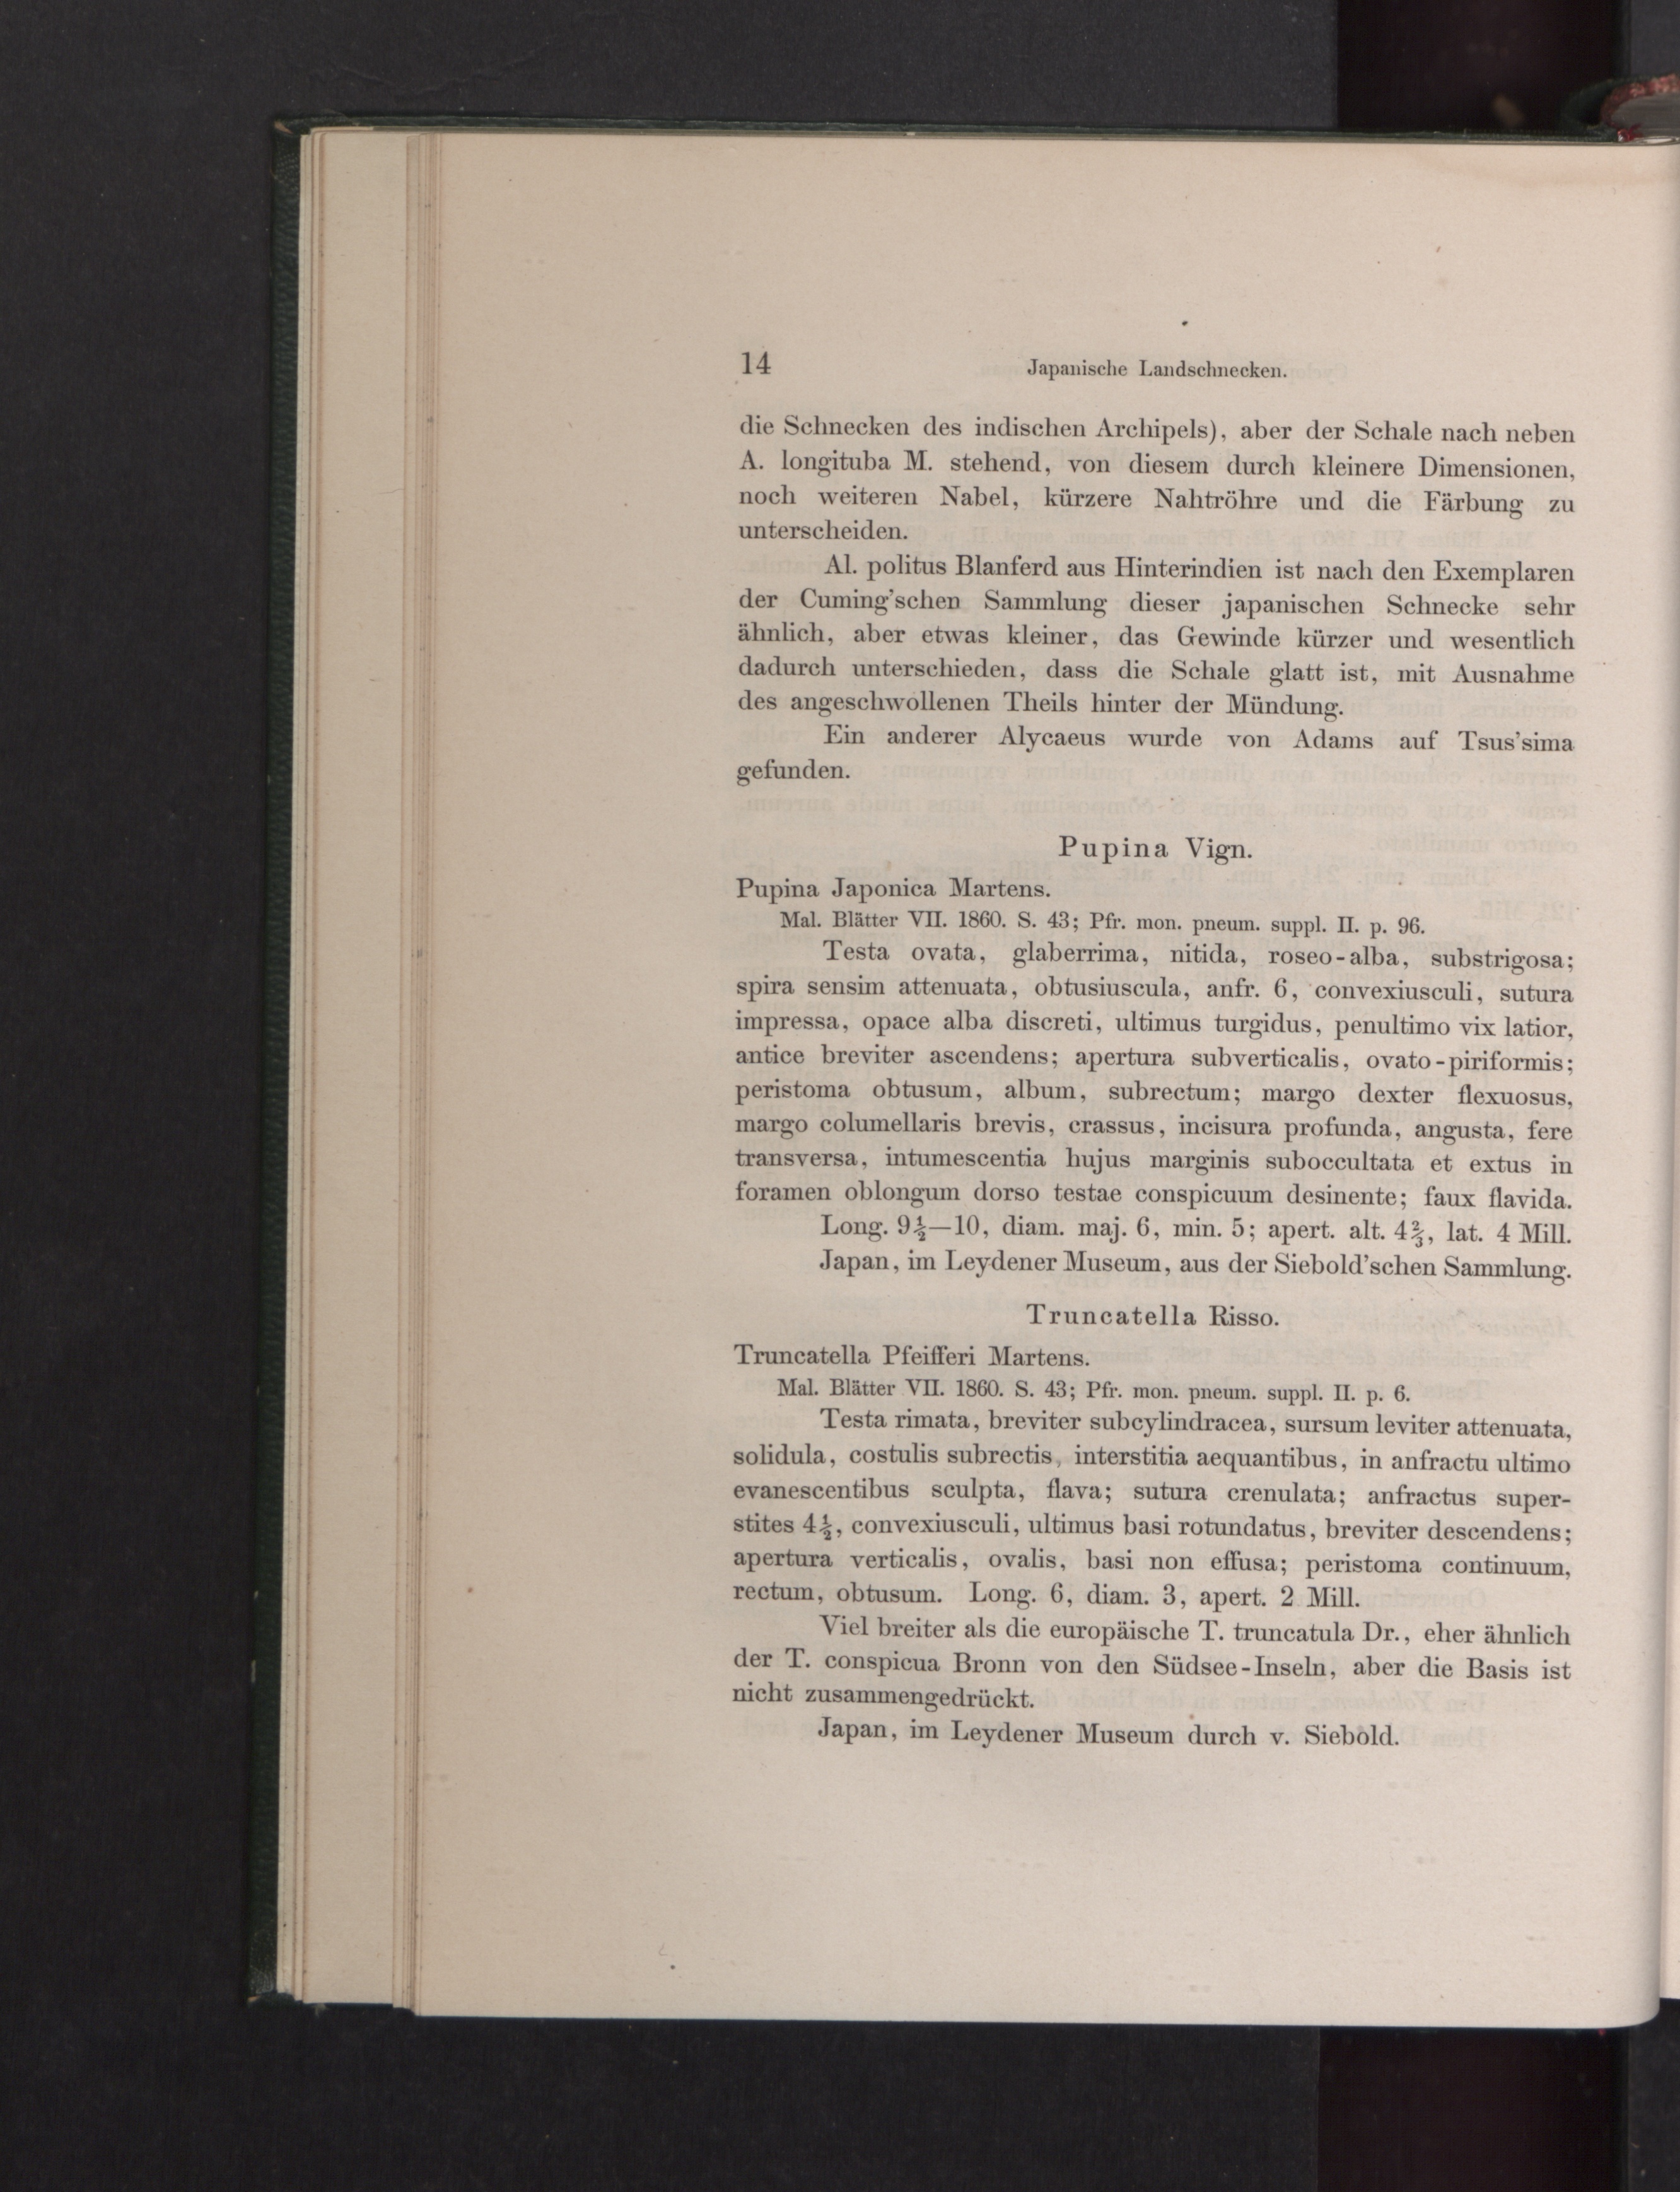 14
Japanische Landschnecken.
die Schnecken des indischen Archipels), aber der Schale nach neben
A. longituba M. stehend, von diesem durch kleinere Dimensionen,
noch weiteren Nabel, kürzere Nahtröhre und die Färbung zu
unterscheiden.
Al. politus Blanferd aus Hinterindien ist nach den Exemplaren
der Cuming'schen Sammlung dieser japanischen Schnecke sehr
ähnlich, aber etwas kleiner, das Gewinde kürzer und wesentlich
dadurch unterschieden, dass die Schale glatt ist, mit Ausnahme
des angeschwollenen Theils hinter der Mündung.
Ein anderer Alycaeus wurde von Adams auf Tsus'sima
gefunden.
Pupina Vign.
Pupina Japonica Martens.
Mal. Blätter VII. 1860. S. 43; Pfr. mon. pneum. suppl. II. p. 96.
Testa ovata, glaberrima, nitida, roseo-alba, substrigosa;
spira sensim attenuata, obtusiuscula, anfr. 6, convexiusculi, sutura
impressa, opace alba discreti, ultimus turgidus, penultimo vix latior,
antice breviter ascendens; apertura subverticalis, ovato-piriformis;
peristoma obtusum, album, subrectum; margo dexter flexuosus,
margo columellaris brevis, crassus, incisura profunda, angusta, fere
transversa, intumescentia hujus marginis suboccultata et extus in
foramen oblongum dorso testae conspicuum desinente; faux flavida.
Long. 9½—10, diam. maj. 6, min. 5; apert. alt. 4⅔, lat. 4 Mill.
Japan, im Leydener Museum, aus der Siebold'schen Sammlung.
Truncatella Risso.
Truncatella Pfeifferi Martens.
Mal. Blätter VII. 1860. S. 43; Pfr. mon. pneum. suppl. II. p. 6.
Testa rimata, breviter subcylindracea, sursum leviter attenuata,
solidula, costulis subrectis, interstitia aequantibus, in anfractu ultimo
evanescentibus sculpta, flava; sutura crenulata; anfractus super-
stites 4½, convexiusculi, ultimus basi rotundatus, breviter descendens;
apertura verticalis, ovalis, basi non effusa; peristoma continuum,
rectum, obtusum. Long. 6, diam. 3, apert. 2 Mill.
Viel breiter als die europäische T. truncatula Dr., eher ähnlich
der T. conspicua Bronn von den Südsee-Inseln, aber die Basis ist
nicht zusammengedrückt.
Japan, im Leydener Museum durch v. Siebold.